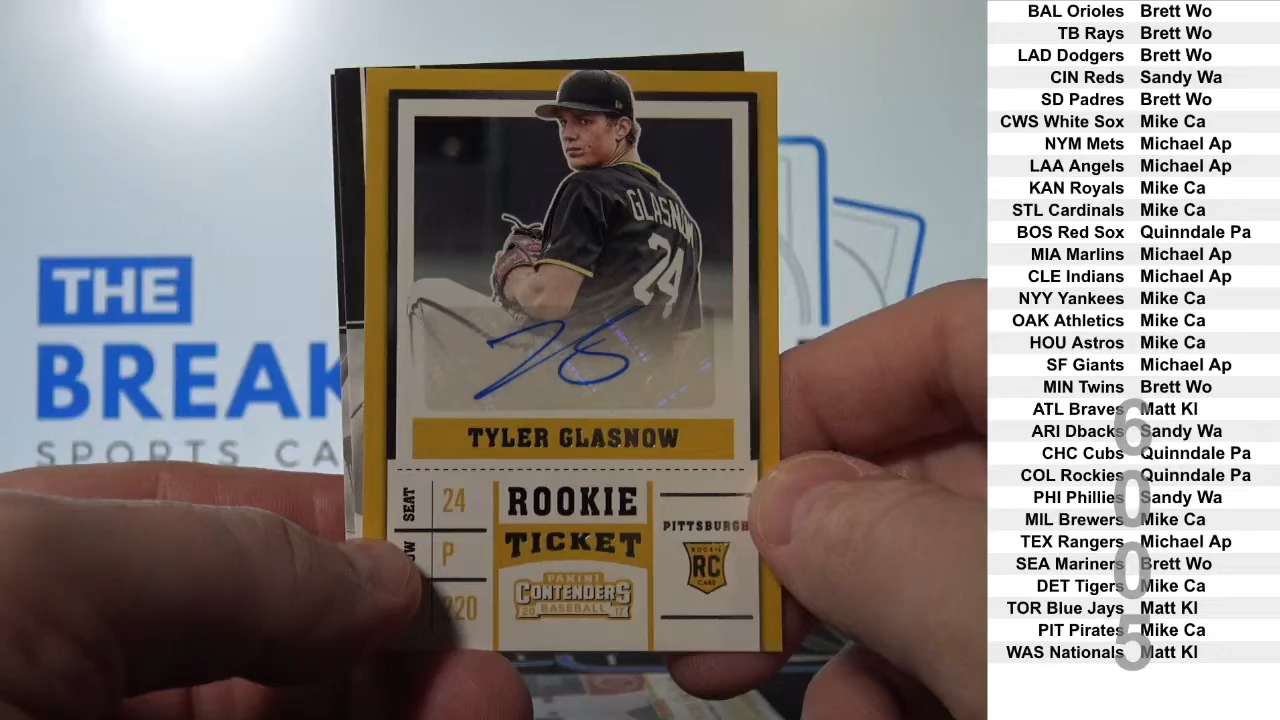 THE
BREAK
SPORTS CA
GLASNOW
24
TYLER GLASNOW
SEAT
24
ROOKIE
TICKET
P
220
PITTSBURGH
ROOKIE
RC
CARD
PANINI
CONTENDERS
20 BASEBALL 17
BAL Orioles Brett Wo
TB Rays Brett Wo
LAD Dodgers Brett Wo
CIN Reds Sandy Wa
SD Padres Brett Wo
CWS White Sox Mike Ca
NYM Mets Michael Ap
LAA Angels Michael Ap
KAN Royals Mike Ca
STL Cardinals Mike Ca
BOS Red Sox Quinndale Pa
MIA Marlins Michael Ap
CLE Indians Michael Ap
NYY Yankees Mike Ca
OAK Athletics Mike Ca
HOU Astros Mike Ca
SF Giants Michael Ap
MIN Twins Brett Wo
ATL Braves Matt Kl
ARI Dbacks Sandy Wa
CHC Cubs Quinndale Pa
COL Rockies Quinndale Pa
PHI Phillies Sandy Wa
MIL Brewers Mike Ca
TEX Rangers Michael Ap
SEA Mariners Brett Wo
DET Tigers Mike Ca
TOR Blue Jays Matt Kl
PIT Pirates Mike Ca
WAS Nationals Matt Kl
6005